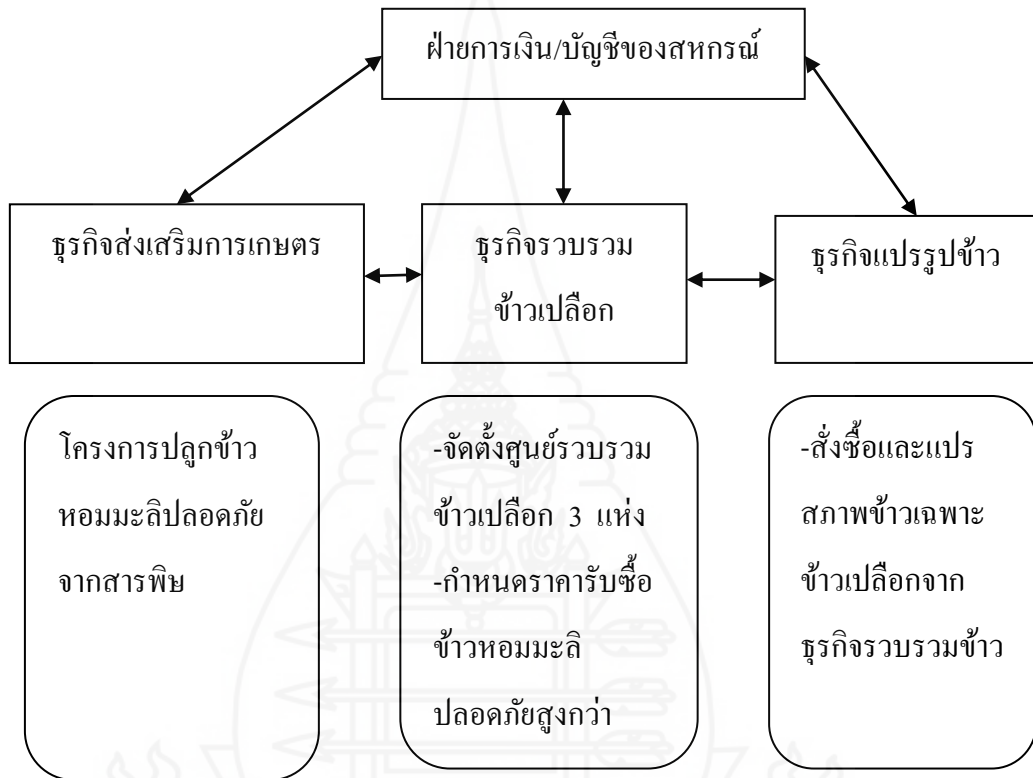 ฝ่ายการเงิน/บัญชีของสหกรณ์
ธุรกิจส่งเสริมการเกษตร
ธุรกิจรวบรวม
ข้าวเปลือก
ธุรกิจแปรรูปข้าว
โครงการปลูกข้าว
หอมมะลิปลอดภัย
จากสารพิษ
-จัดตั้งศูนย์รวบรวม
ข้าวเปลือก 3 แห่ง
-กำหนดราคารับซื้อ
ข้าวหอมมะลิ
ปลอดภัยสูงกว่า
-สั่งซื้อและแปร
สภาพข้าวเฉพาะ
ข้าวเปลือกจาก
ธุรกิจรวบรวมข้าว